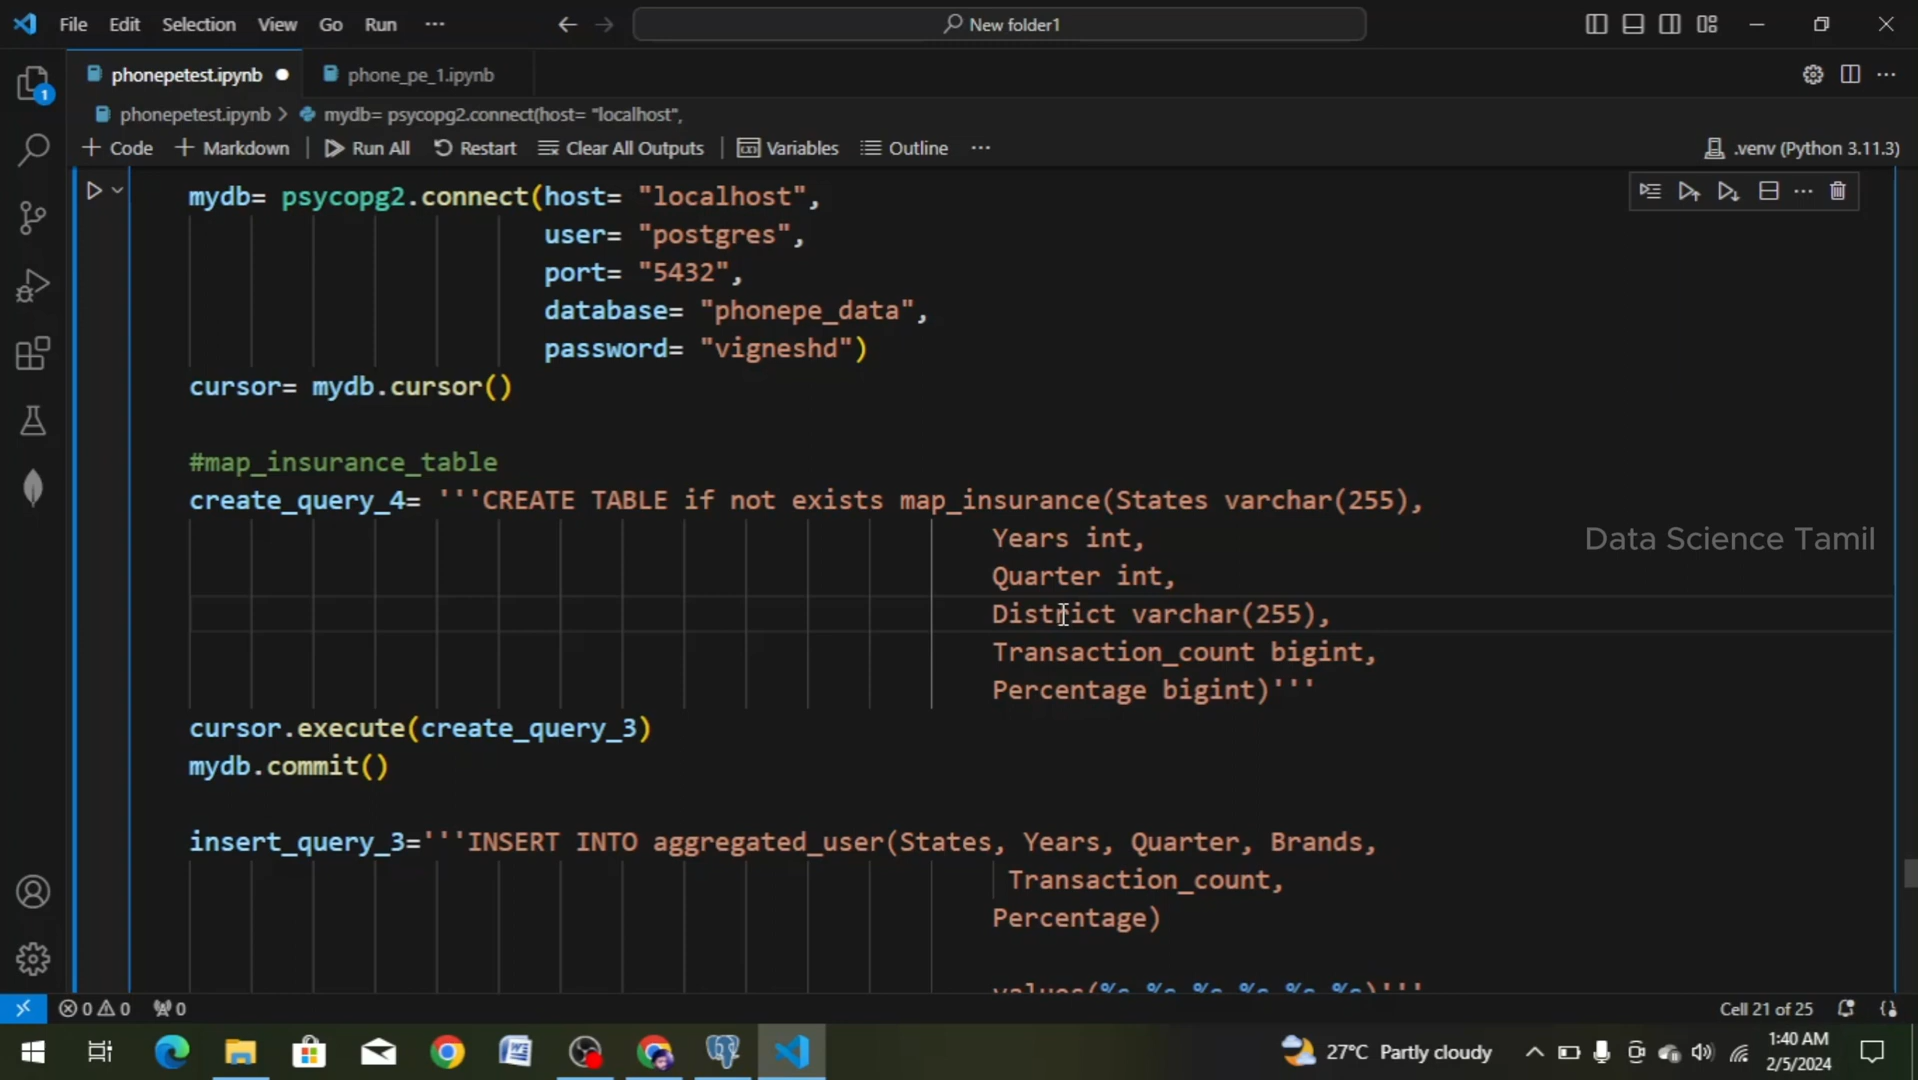 File Edit Selection View Go Run ··· New folder1
phonepetest.ipynb phone_pe_1.ipynb ···
phonepetest.ipynb > mydb= psycopg2.connect(host= "localhost",
+ Code + Markdown Run All Restart Clear All Outputs Variables Outline ··· .venv (Python 3.11.3)
mydb= psycopg2.connect(host= "localhost",
user= "postgres",
port= "5432",
database= "phonepe_data",
password= "vigneshd")
cursor= mydb.cursor()
#map_insurance_table
create_query_4= '''CREATE TABLE if not exists map_insurance(States varchar(255),
Years int,
Data Science Tamil
Quarter int,
District varchar(255),
Transaction_count bigint,
Percentage bigint)'''
cursor.execute(create_query_3)
mydb.commit()
insert_query_3='''INSERT INTO aggregated_user(States, Years, Quarter, Brands,
Transaction_count,
Percentage)
values(%s,%s,%s,%s,%s,%s)'''
0 0 0 Cell 21 of 25
27°C Partly cloudy 1:40 AM
2/5/2024
1